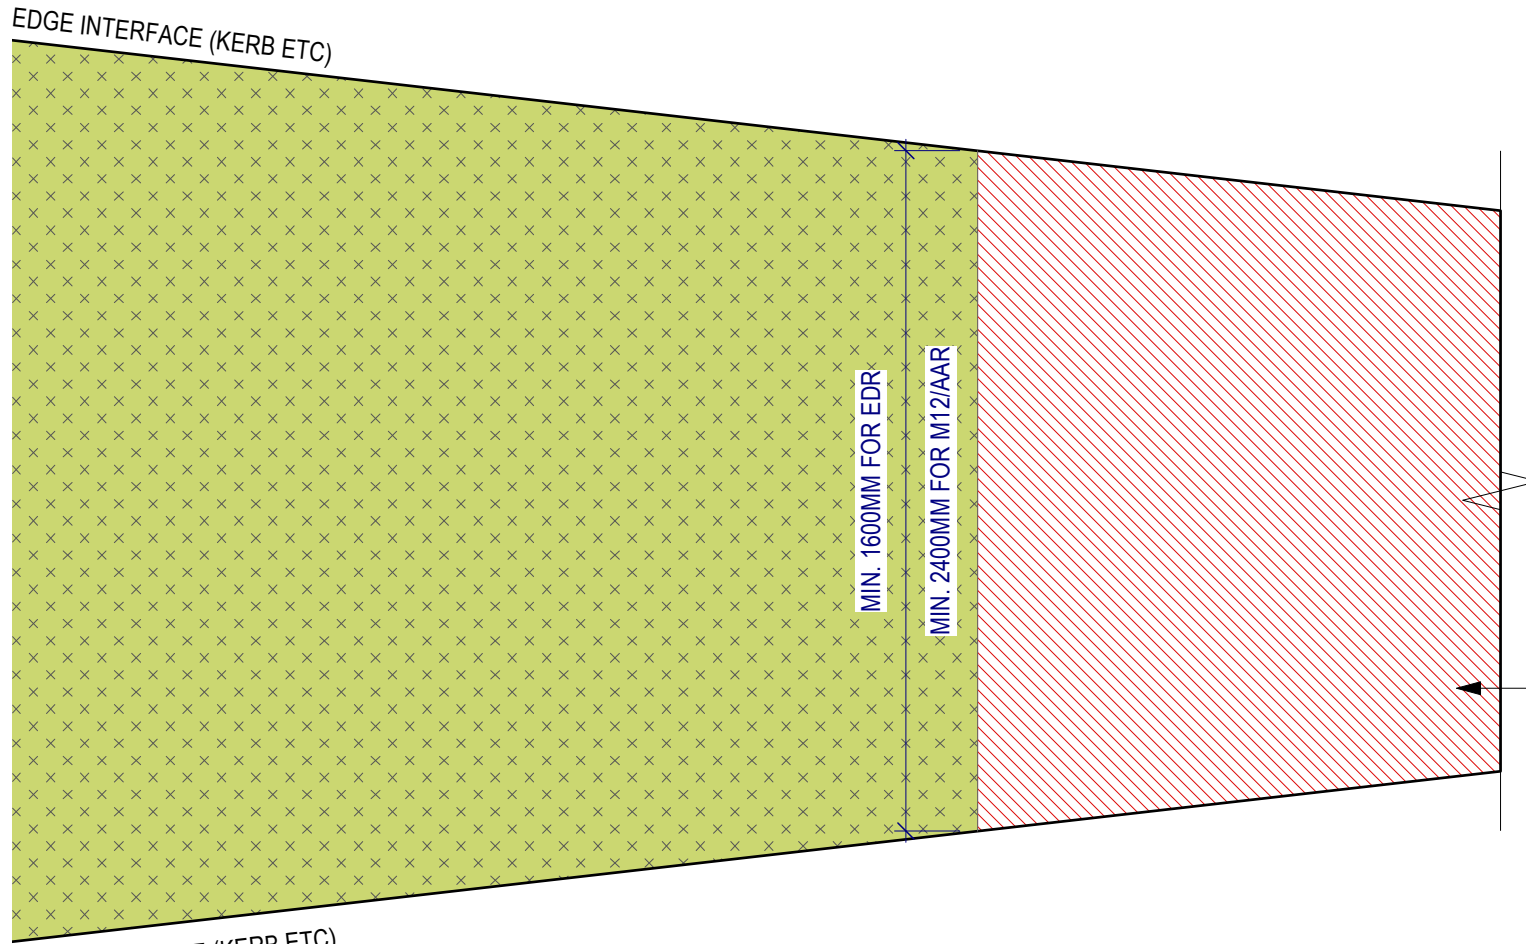 EDGE INTERFACE (KERB ETC)
MIN. 1600MM FOR EDR
MIN. 2400MM FOR M12/AAR
(KERB ETC)